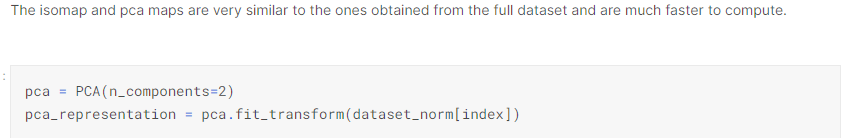 The isomap and pca maps are very similar to the ones obtained from the full dataset and are much faster to compute.
:
pca = PCA(n_components=2)
pca_representation = pca.fit_transform(dataset_norm[index])